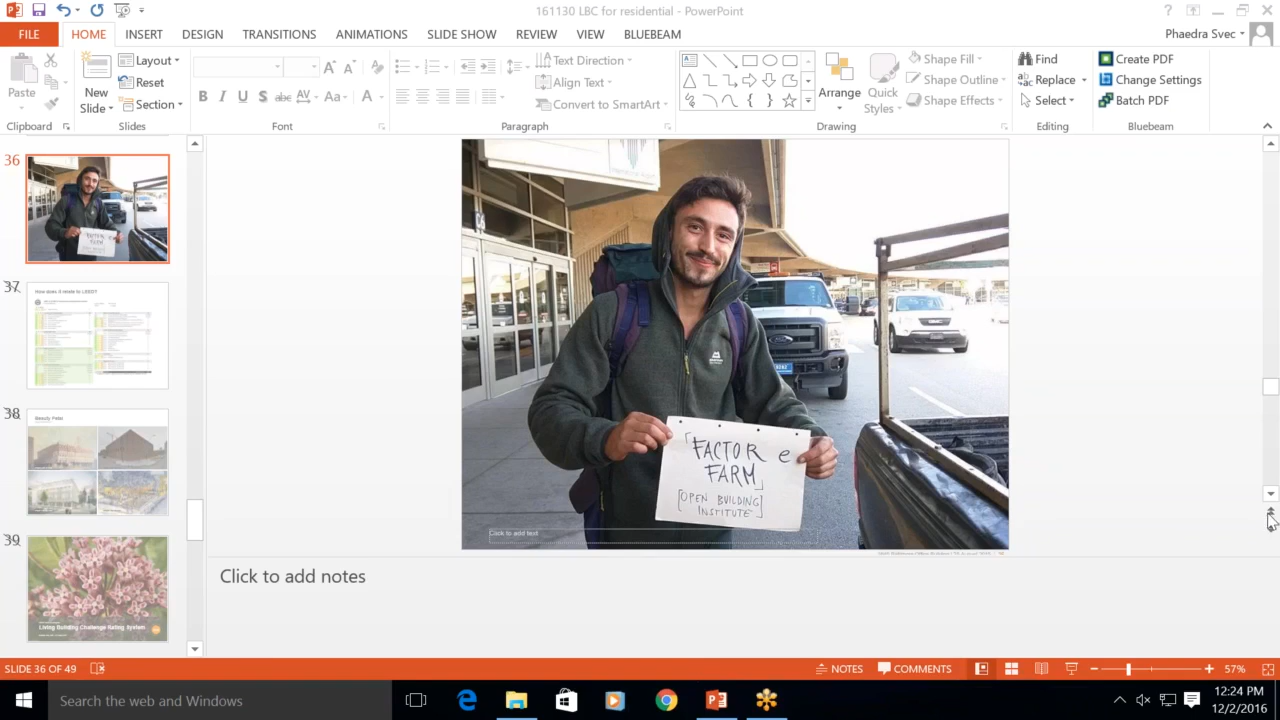 161130 LBC for residential - PowerPoint
FILE
HOME
INSERT
DESIGN
TRANSITIONS
ANIMATIONS
SLIDE SHOW
REVIEW
VIEW
BLUEBEAM
Phaedra Svec
Paste
New Slide
Layout
Reset
Section
Text Direction
Align Text
Convert to SmartArt
Arrange
Quick Styles
Shape Fill
Shape Outline
Shape Effects
Find
Replace
Select
Create PDF
Change Settings
Batch PDF
Clipboard
Slides
Font
Paragraph
Drawing
Editing
Bluebeam
36
37
How does it relate to LEED?
38
Beauty Petal
39
Living Building Challenge Rating System
FACTOR e
FARM
[OPEN BUILDING
INSTITUTE]
Click to add text
Click to add notes
SLIDE 36 OF 49
NOTES
COMMENTS
57%
Search the web and Windows
12:24 PM
12/2/2016